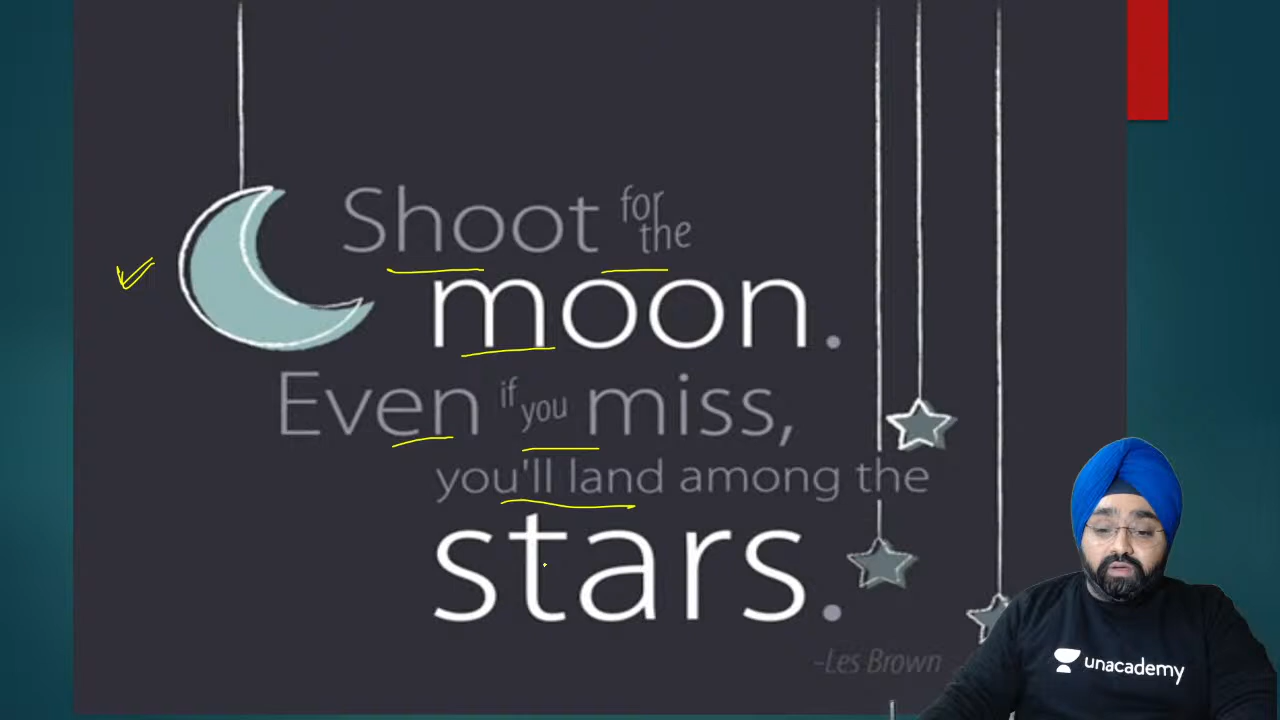 Shoot for the
moon.
Even if you miss,
you'll land among the
stars.
-Les Brown
unacademy